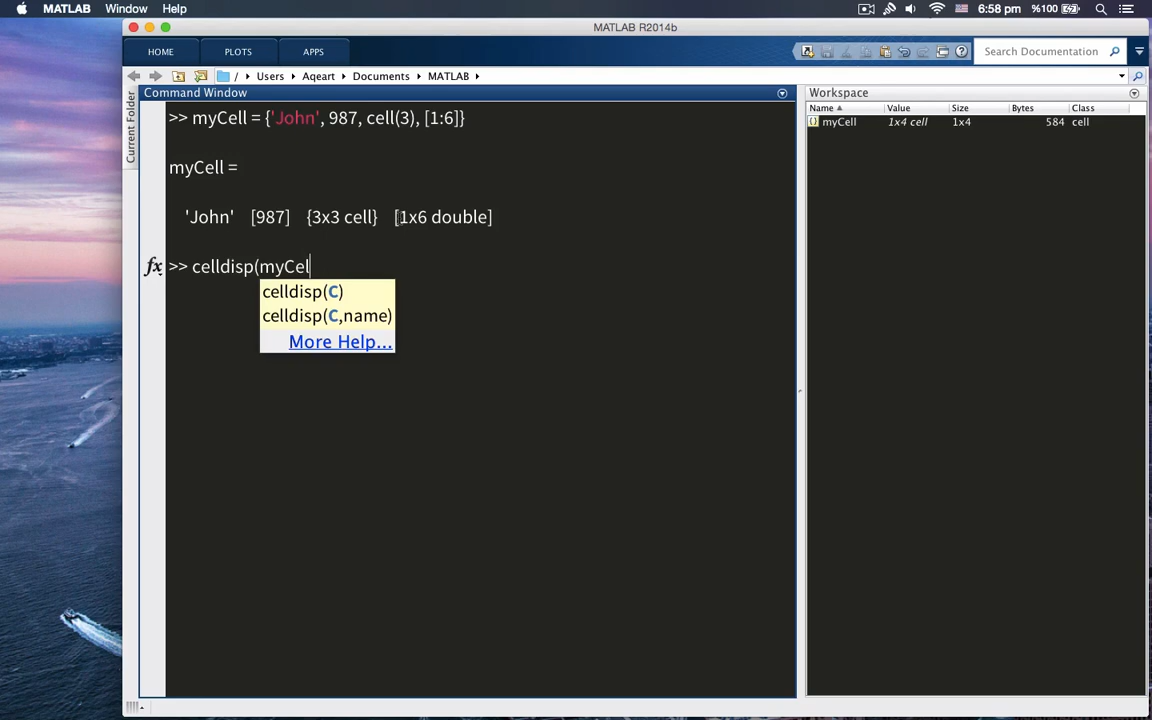 MATLAB Window Help
6:58 pm %100
MATLAB R2014b
HOME PLOTS APPS
Search Documentation
/ Users Aqeart Documents MATLAB
Current Folder
Command Window
>> myCell = {'John', 987, cell(3), [1:6]}
myCell =
'John' [987] {3x3 cell} [1x6 double]
fx >> celldisp(myCel
celldisp(C)
celldisp(C,name)
More Help...
Workspace
Name Value Size Bytes Class
{} myCell 1x4 cell 1x4 584 cell